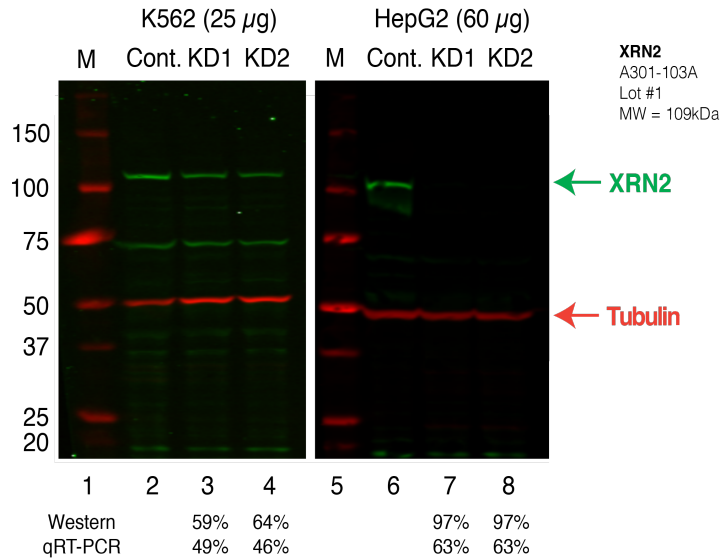 K562 (25 µg) HepG2 (60 µg)
M Cont. KD1 KD2 M Cont. KD1 KD2
XRN2
A301-103A
Lot #1
MW = 109kDa
150
100
75
50
37
25
20
XRN2
Tubulin
1 2 3 4 5 6 7 8
Western 59% 64% 97% 97%
qRT-PCR 49% 46% 63% 63%